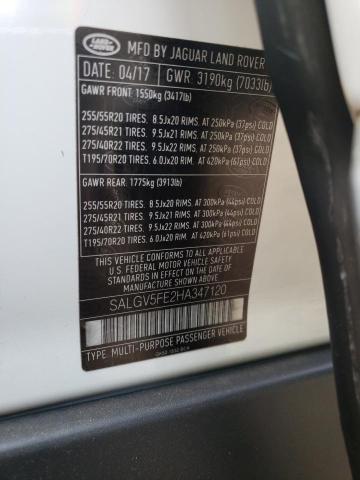 LAND ROVER
MFD BY JAGUAR LAND ROVER
DATE: 04/17 GWR: 3190kg (7033lb)
GAWR FRONT: 1550kg (3417lb)
255/55R20 TIRES. 8.5Jx20 RIMS. AT 250kPa (37psi) COLD
275/45R21 TIRES. 9.5Jx21 RIMS. AT 250kPa (37psi) COLD
275/40R22 TIRES. 9.5Jx22 RIMS. AT 250kPa (37psi) COLD
T195/70R20 TIRES. 6.0Jx20 RIM. AT 420kPa (61psi) COLD
GAWR REAR: 1775kg (3913lb)
255/55R20 TIRES. 8.5Jx20 RIMS. AT 300kPa (44psi) COLD
275/45R21 TIRES. 9.5Jx21 RIMS. AT 300kPa (44psi) COLD
275/40R22 TIRES. 9.5Jx22 RIMS. AT 300kPa (44psi) COLD
T195/70R20 TIRES. 6.0Jx20 RIM. AT 420kPa (61psi) COLD
THIS VEHICLE CONFORMS TO ALL APPLICABLE
U.S. FEDERAL MOTOR VEHICLE SAFETY
STANDARDS IN EFFECT ON THE DATE OF
MANUFACTURE SHOWN ABOVE.
SALGV5FE2HA347120
TYPE: MULTI-PURPOSE PASSENGER VEHICLE